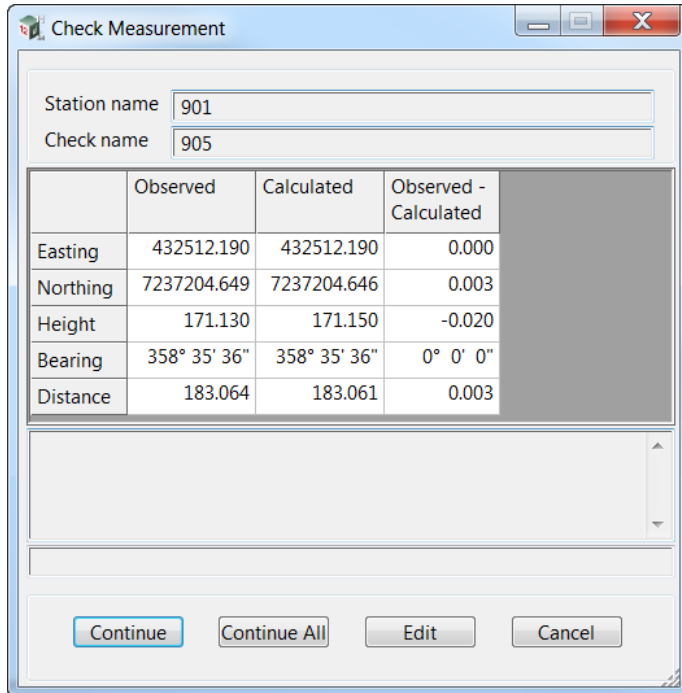 Check Measurement
Station name 901
Check name 905
Observed Calculated Observed -
Calculated
Easting 432512.190 432512.190 0.000
Northing 7237204.649 7237204.646 0.003
Height 171.130 171.150 -0.020
Bearing 358° 35' 36" 358° 35' 36" 0° 0' 0"
Distance 183.064 183.061 0.003
Continue Continue All Edit Cancel